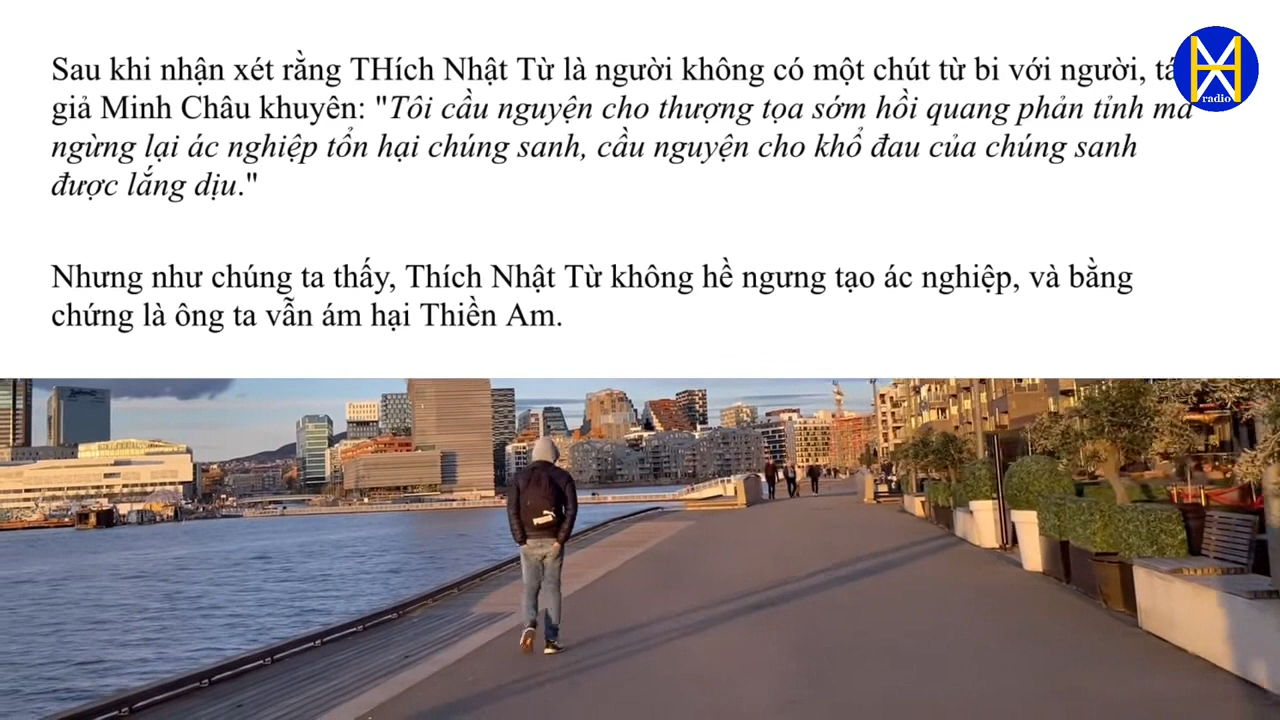 Sau khi nhận xét rằng THích Nhật Từ là người không có một chút từ bi với người,
giả Minh Châu khuyên: "Tôi cầu nguyện cho thượng tọa sớm hồi quang phản tỉnh mà
ngừng lại ác nghiệp tổn hại chúng sanh, cầu nguyện cho khổ đau của chúng sanh
được lắng dịu."
Nhưng như chúng ta thấy, Thích Nhật Từ không hề ngưng tạo ác nghiệp, và bằng
chứng là ông ta vẫn ám hại Thiền Am.
radio